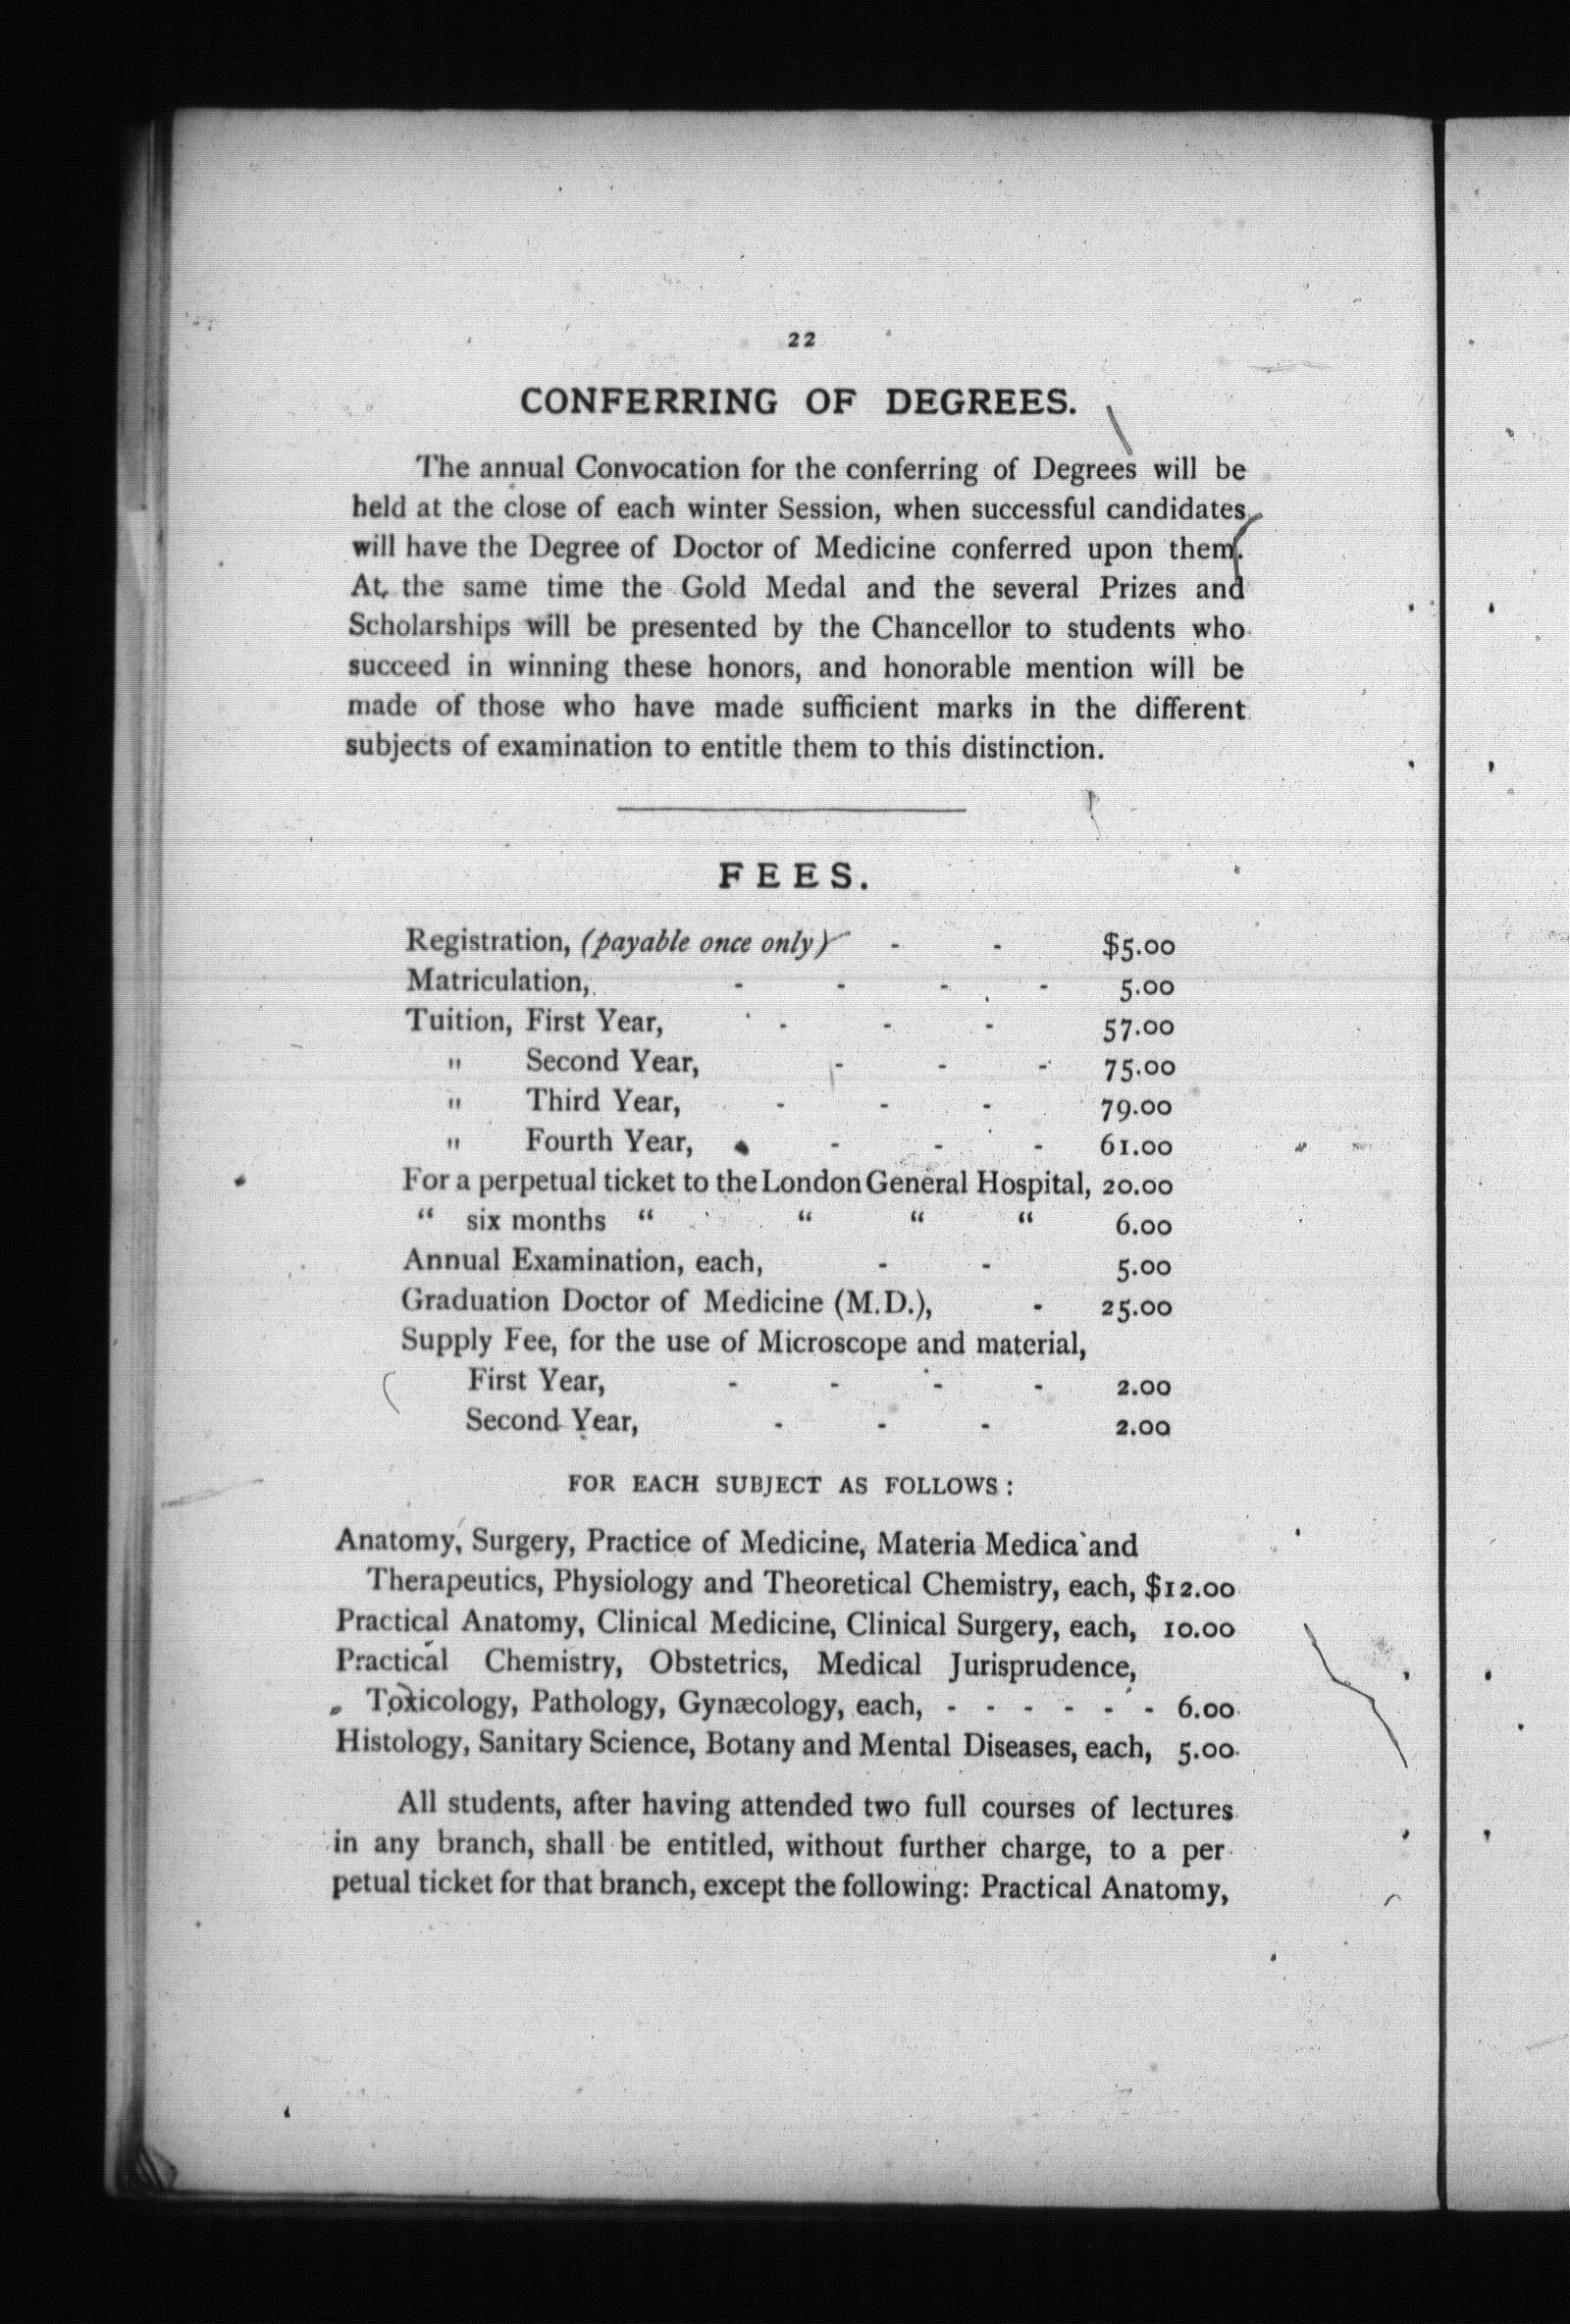 22
CONFERRING OF DEGREES.
The annual Convocation for the conferring of Degrees will be
held at the close of each winter Session, when successful candidates
will have the Degree of Doctor of Medicine conferred upon them.
At the same time the Gold Medal and the several Prizes and
Scholarships will be presented by the Chancellor to students who
succeed in winning these honors, and honorable mention will be
made of those who have made sufficient marks in the different
subjects of examination to entitle them to this distinction.
FEES.
Registration, (payable once only) - - $5.00
Matriculation, - - - - 5.00
Tuition, First Year, - - - 57.00
" Second Year, - - - 75.00
" Third Year, - - - 79.00
" Fourth Year, - - - 61.00
For a perpetual ticket to the London General Hospital, 20.00
“ six months “ “ “ “ 6.00
Annual Examination, each, - - 5.00
Graduation Doctor of Medicine (M.D.), - 25.00
Supply Fee, for the use of Microscope and material,
First Year, - - - - 2.00
Second Year, - - - 2.00
FOR EACH SUBJECT AS FOLLOWS:
Anatomy, Surgery, Practice of Medicine, Materia Medica and
Therapeutics, Physiology and Theoretical Chemistry, each, $12.00
Practical Anatomy, Clinical Medicine, Clinical Surgery, each, 10.00
Practical Chemistry, Obstetrics, Medical Jurisprudence,
Toxicology, Pathology, Gynæcology, each, - - - - - - 6.00
Histology, Sanitary Science, Botany and Mental Diseases, each, 5.00
All students, after having attended two full courses of lectures
in any branch, shall be entitled, without further charge, to a per
petual ticket for that branch, except the following: Practical Anatomy,